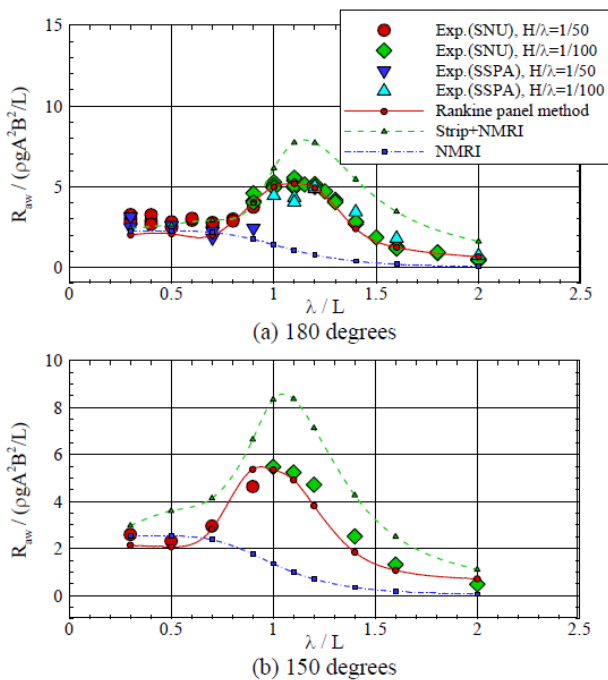 15
10
5
0
0
0.5
1
1.5
2
2.5
R_aw / (ρgA²B²/L)
λ / L
Exp.(SNU), H/λ=1/50
Exp.(SNU), H/λ=1/100
Exp.(SSPA), H/λ=1/50
Exp.(SSPA), H/λ=1/100
Rankine panel method
Strip+NMRI
NMRI
(a) 180 degrees
10
8
6
4
2
0
0
0.5
1
1.5
2
2.5
R_aw / (ρgA²B²/L)
λ / L
(b) 150 degrees